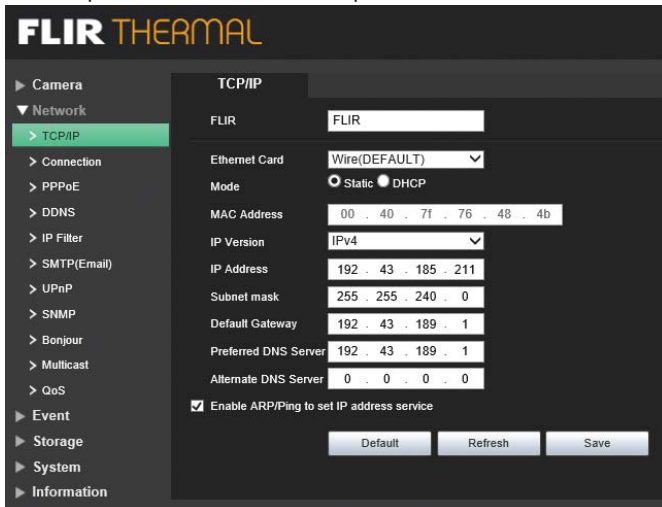 FLIR THERMAL
Camera
Network
TCP/IP
Connection
PPPoE
DDNS
IP Filter
SMTP(Email)
UPnP
SNMP
Bonjour
Multicast
QoS
Event
Storage
System
Information
TCP/IP
FLIR FLIR
Ethernet Card Wire(DEFAULT)
Mode Static DHCP
MAC Address 00 . 40 . 7f . 76 . 48 . 4b
IP Version IPv4
IP Address 192 . 43 . 185 . 211
Subnet mask 255 . 255 . 240 . 0
Default Gateway 192 . 43 . 189 . 1
Preferred DNS Server 192 . 43 . 189 . 1
Alternate DNS Server 0 . 0 . 0 . 0
Enable ARP/Ping to set IP address service
Default Refresh Save